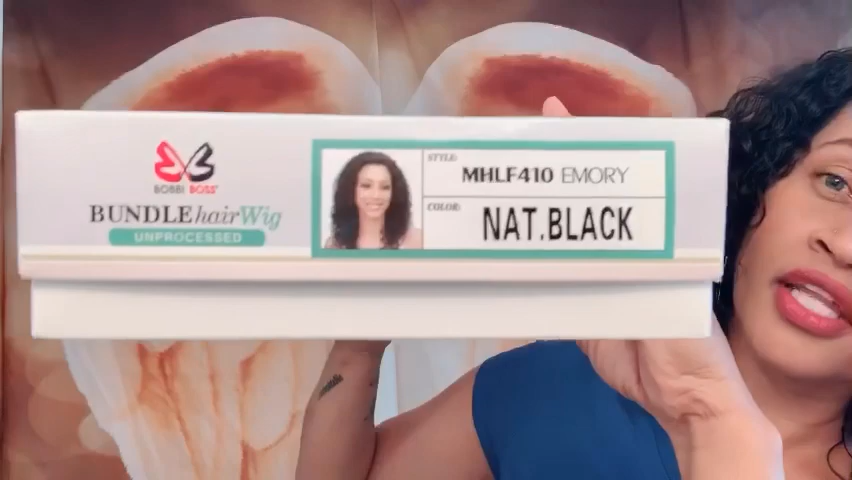 BOBBI BOSS
BUNDLE hair Wig
UNPROCESSED
STYLE:
MHLF410 EMORY
COLOR:
NAT.BLACK